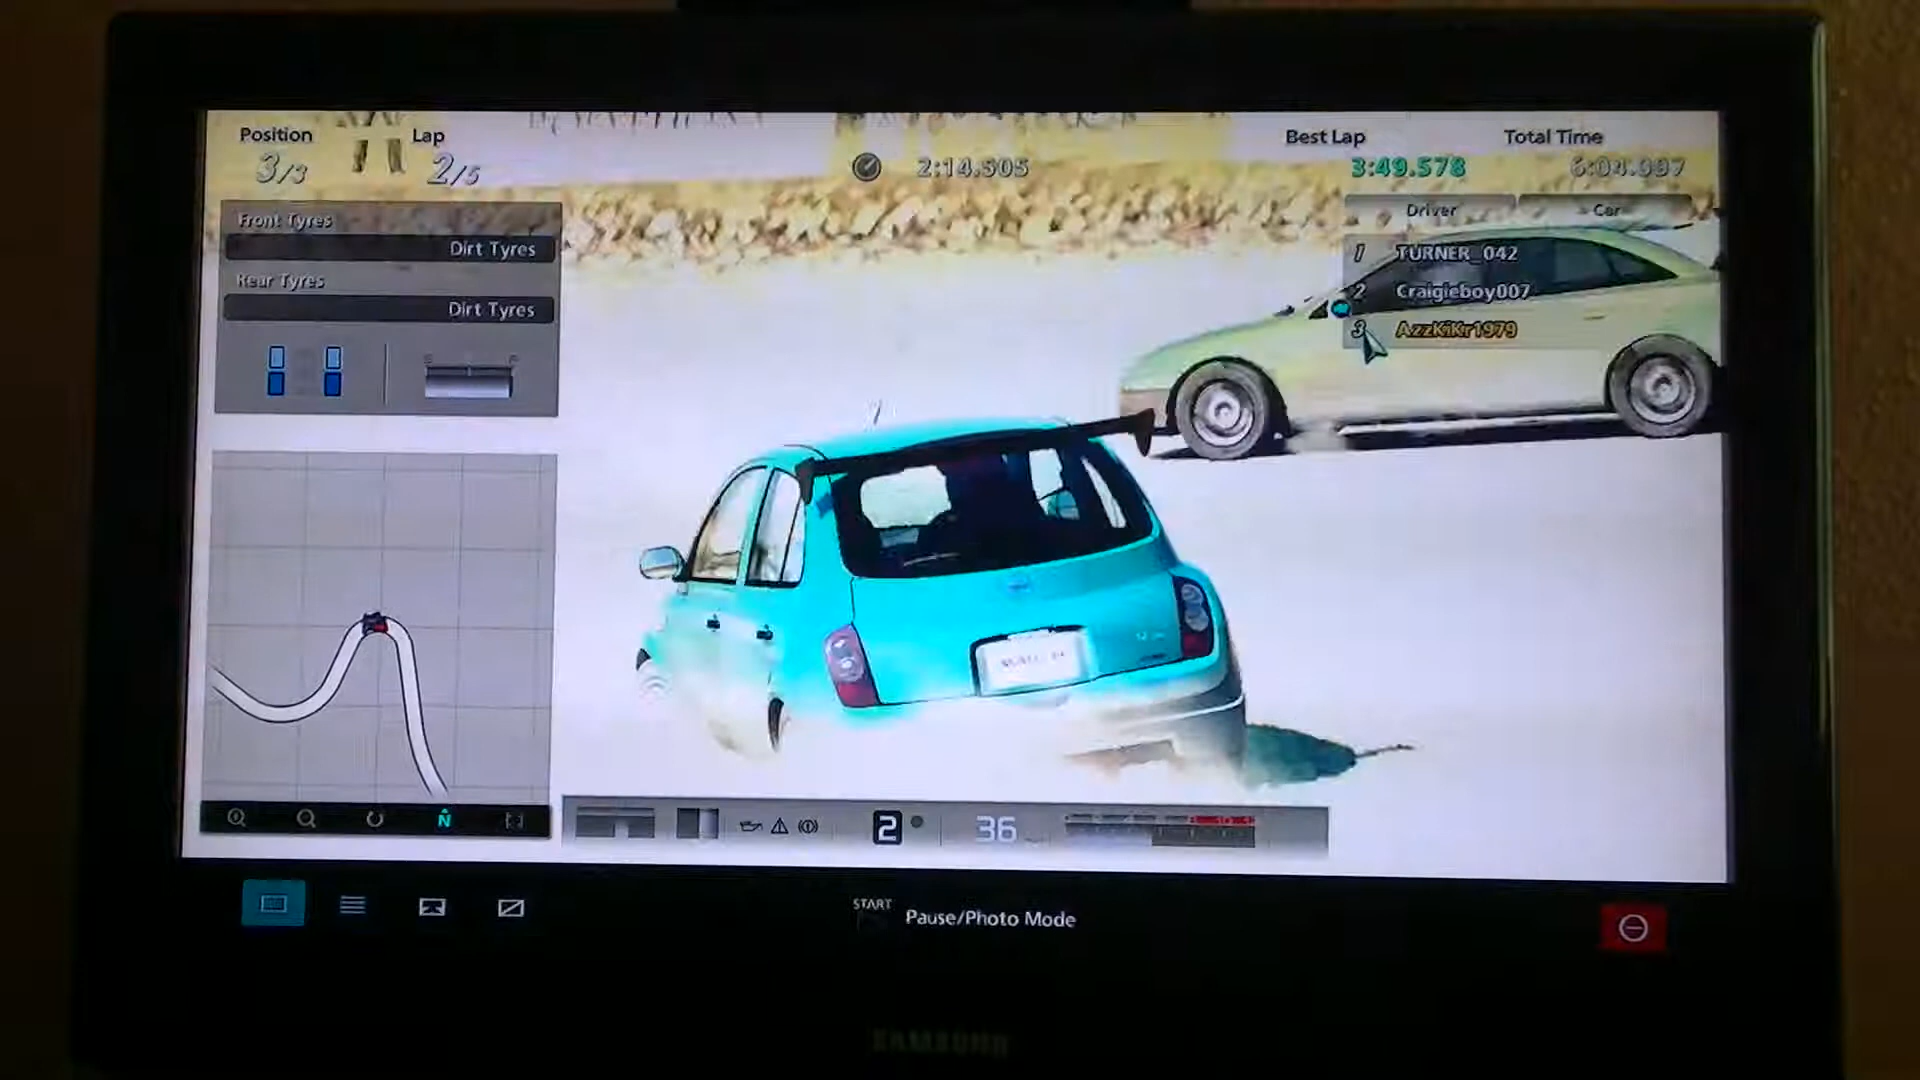 Position
Lap
Best Lap
Total Time
3/3
2/5
2:14.505
3:49.578
Front Tyres
Dirt Tyres
Rear Tyres
Dirt Tyres
Driver
Car
1 TURNER_042
2 Craigieboy007
3 AzzKiKr1979
N
2
36
START
Pause/Photo Mode
SAMSUNG